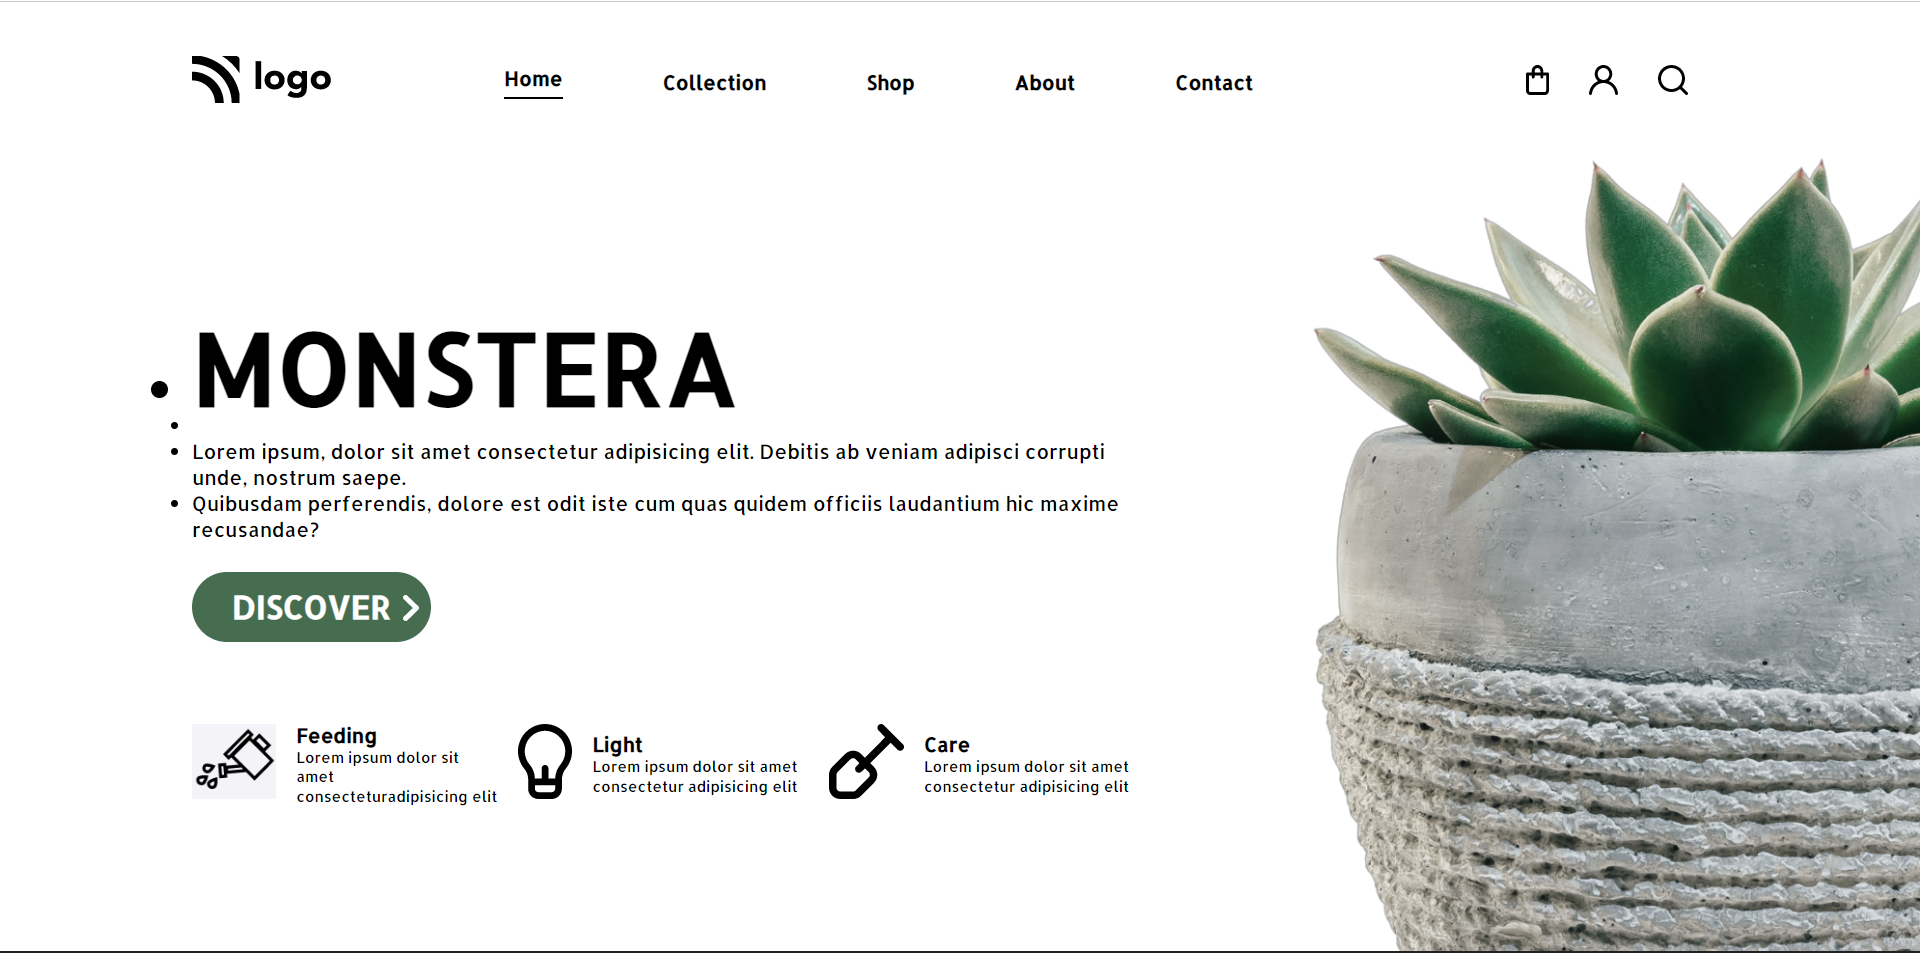 logo
Home Collection Shop About Contact
MONSTERA
Lorem ipsum, dolor sit amet consectetur adipisicing elit. Debitis ab veniam adipisci corrupti
unde, nostrum saepe.
Quibusdam perferendis, dolore est odit iste cum quas quidem officiis laudantium hic maxime
recusandae?
DISCOVER
Feeding
Lorem ipsum dolor sit
amet
consecteturadipisicing elit
Light
Lorem ipsum dolor sit amet
consectetur adipisicing elit
Care
Lorem ipsum dolor sit amet
consectetur adipisicing elit